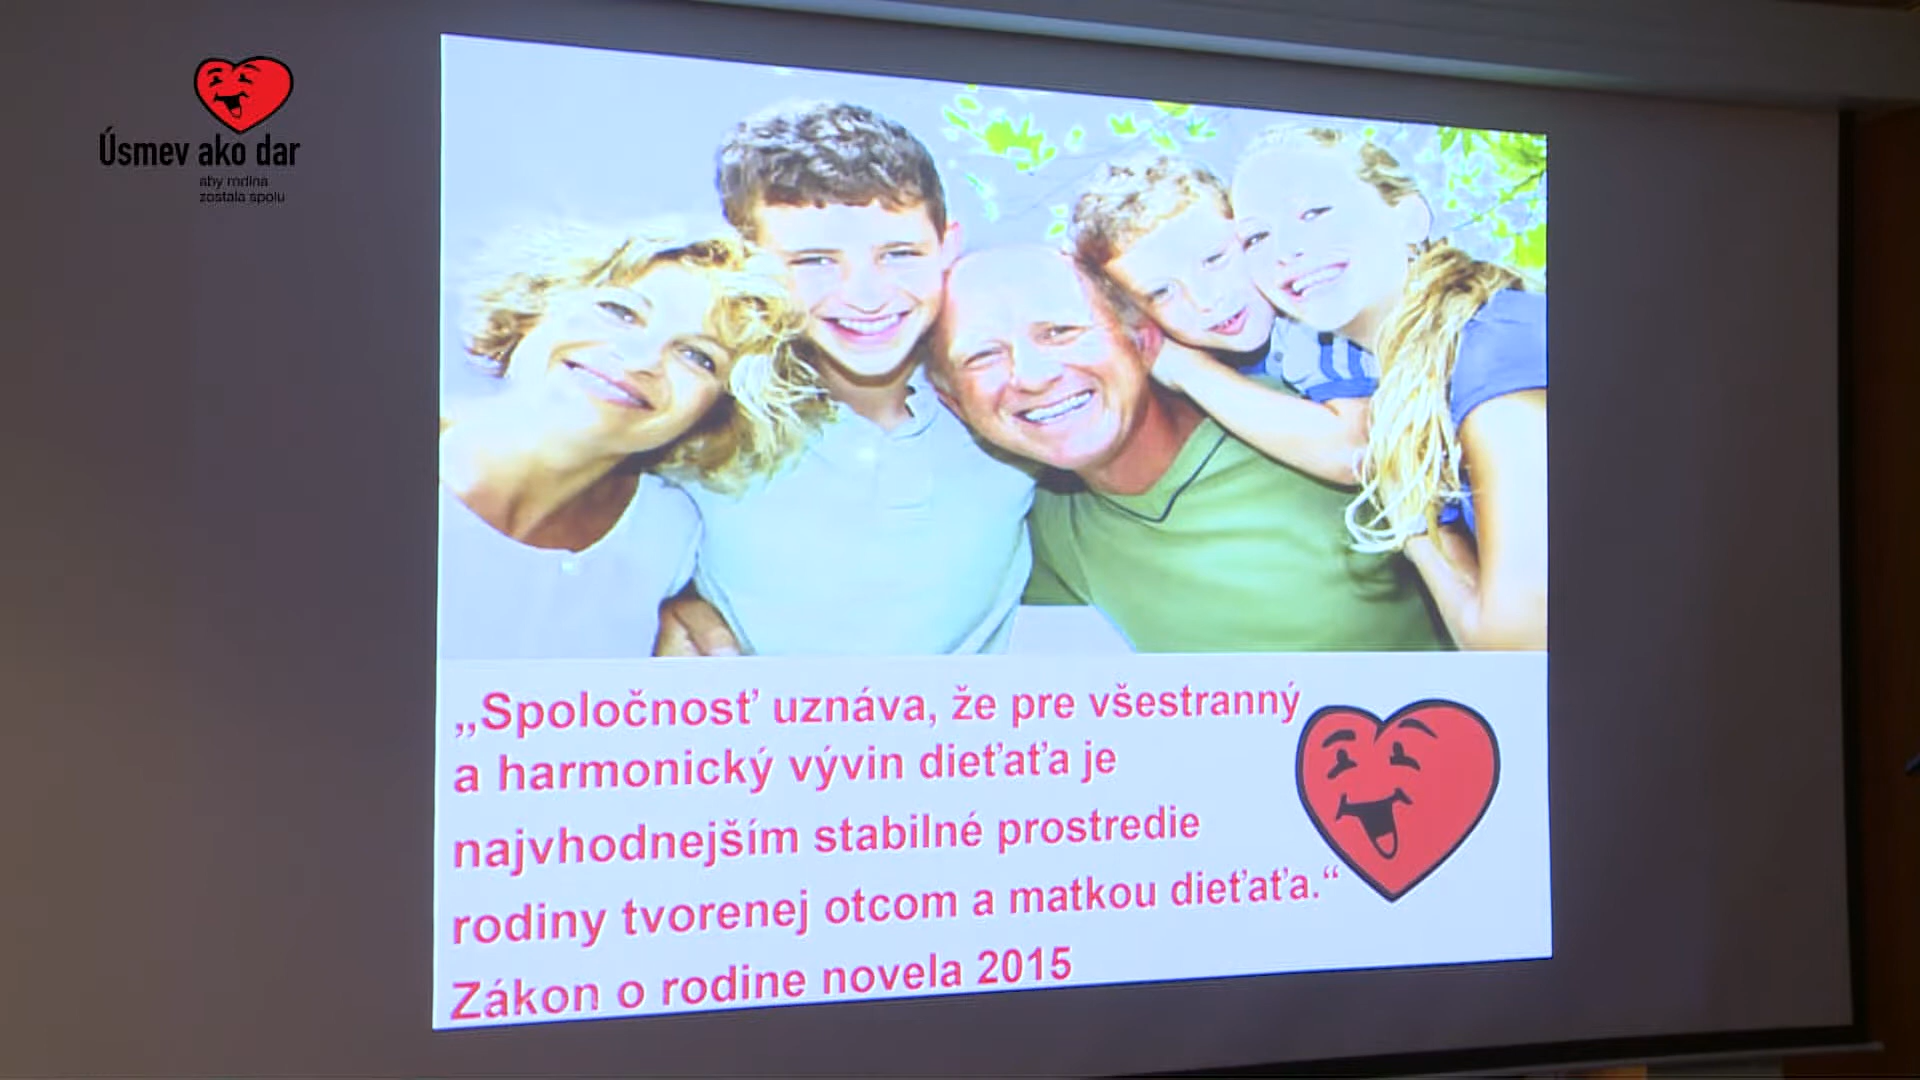 Úsmev ako dar
aby rodina
zostala spolu
„Spoločnosť uznáva, že pre všestranný
a harmonický vývin dieťaťa je
najvhodnejším stabilné prostredie
rodiny tvorenej otcom a matkou dieťaťa.“
Zákon o rodine novela 2015